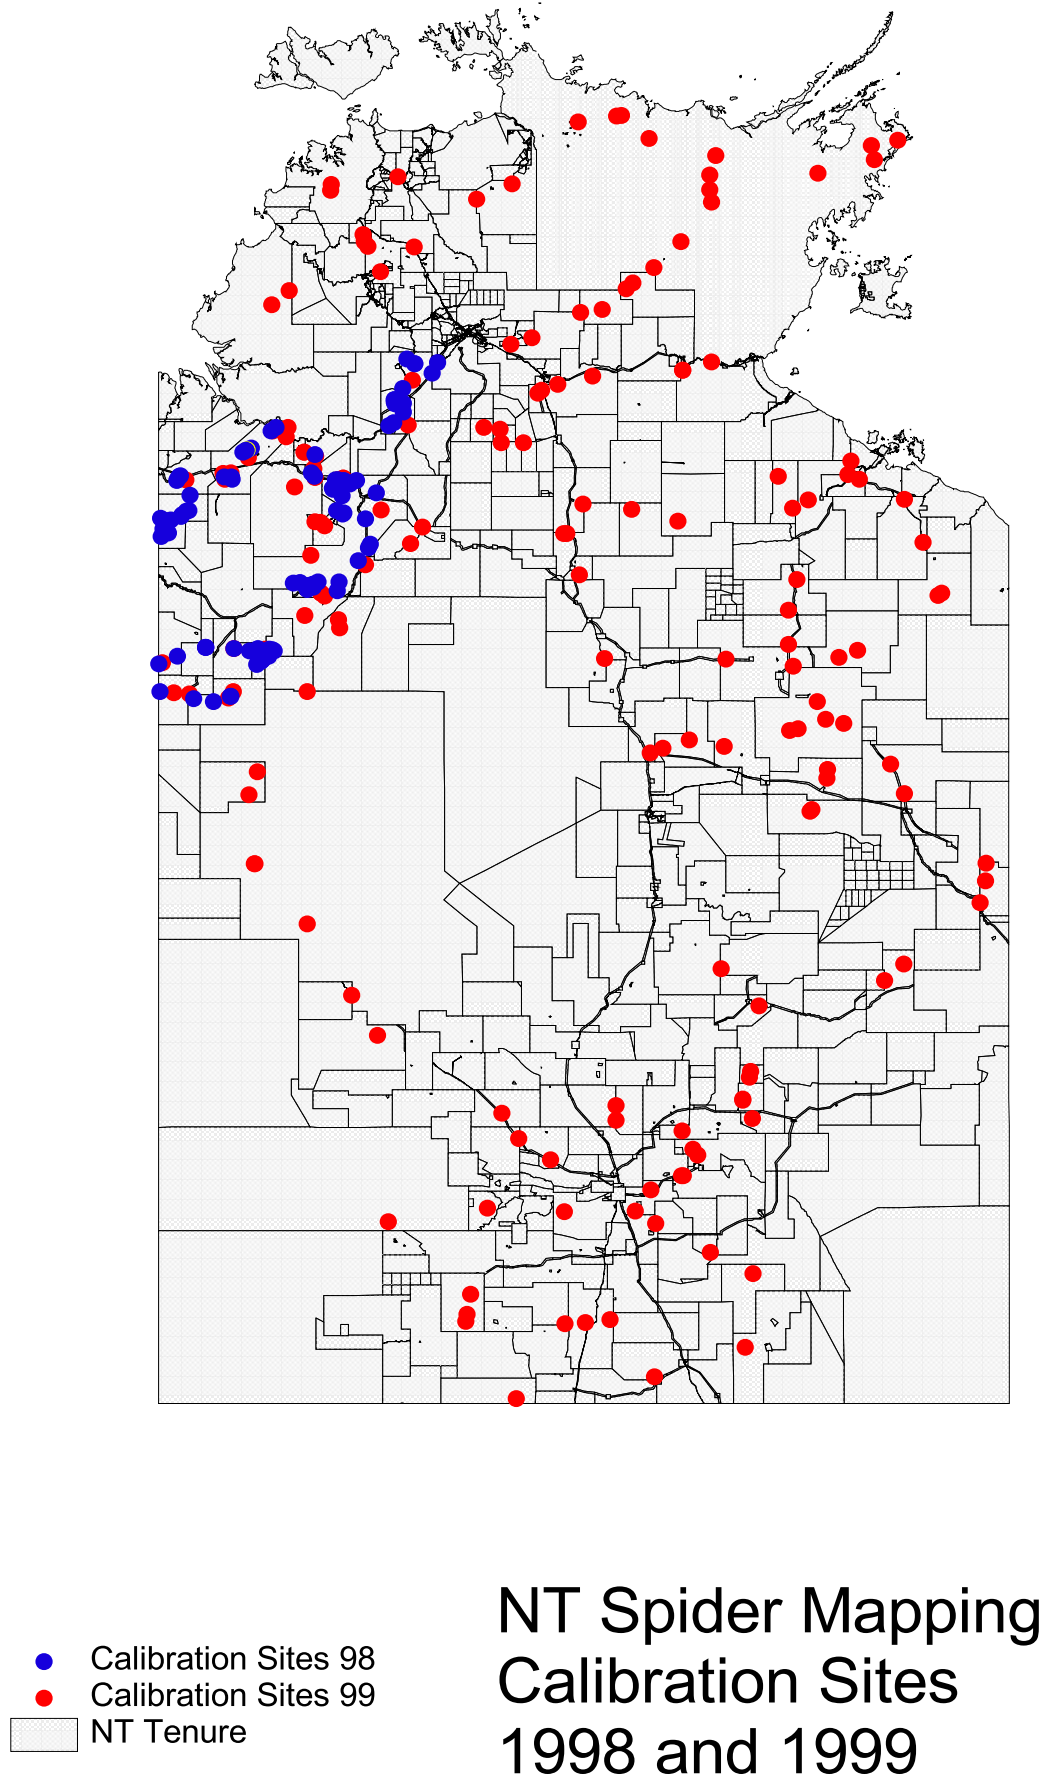 NT Spider Mapping
Calibration Sites
1998 and 1999
Calibration Sites 98
Calibration Sites 99
NT Tenure